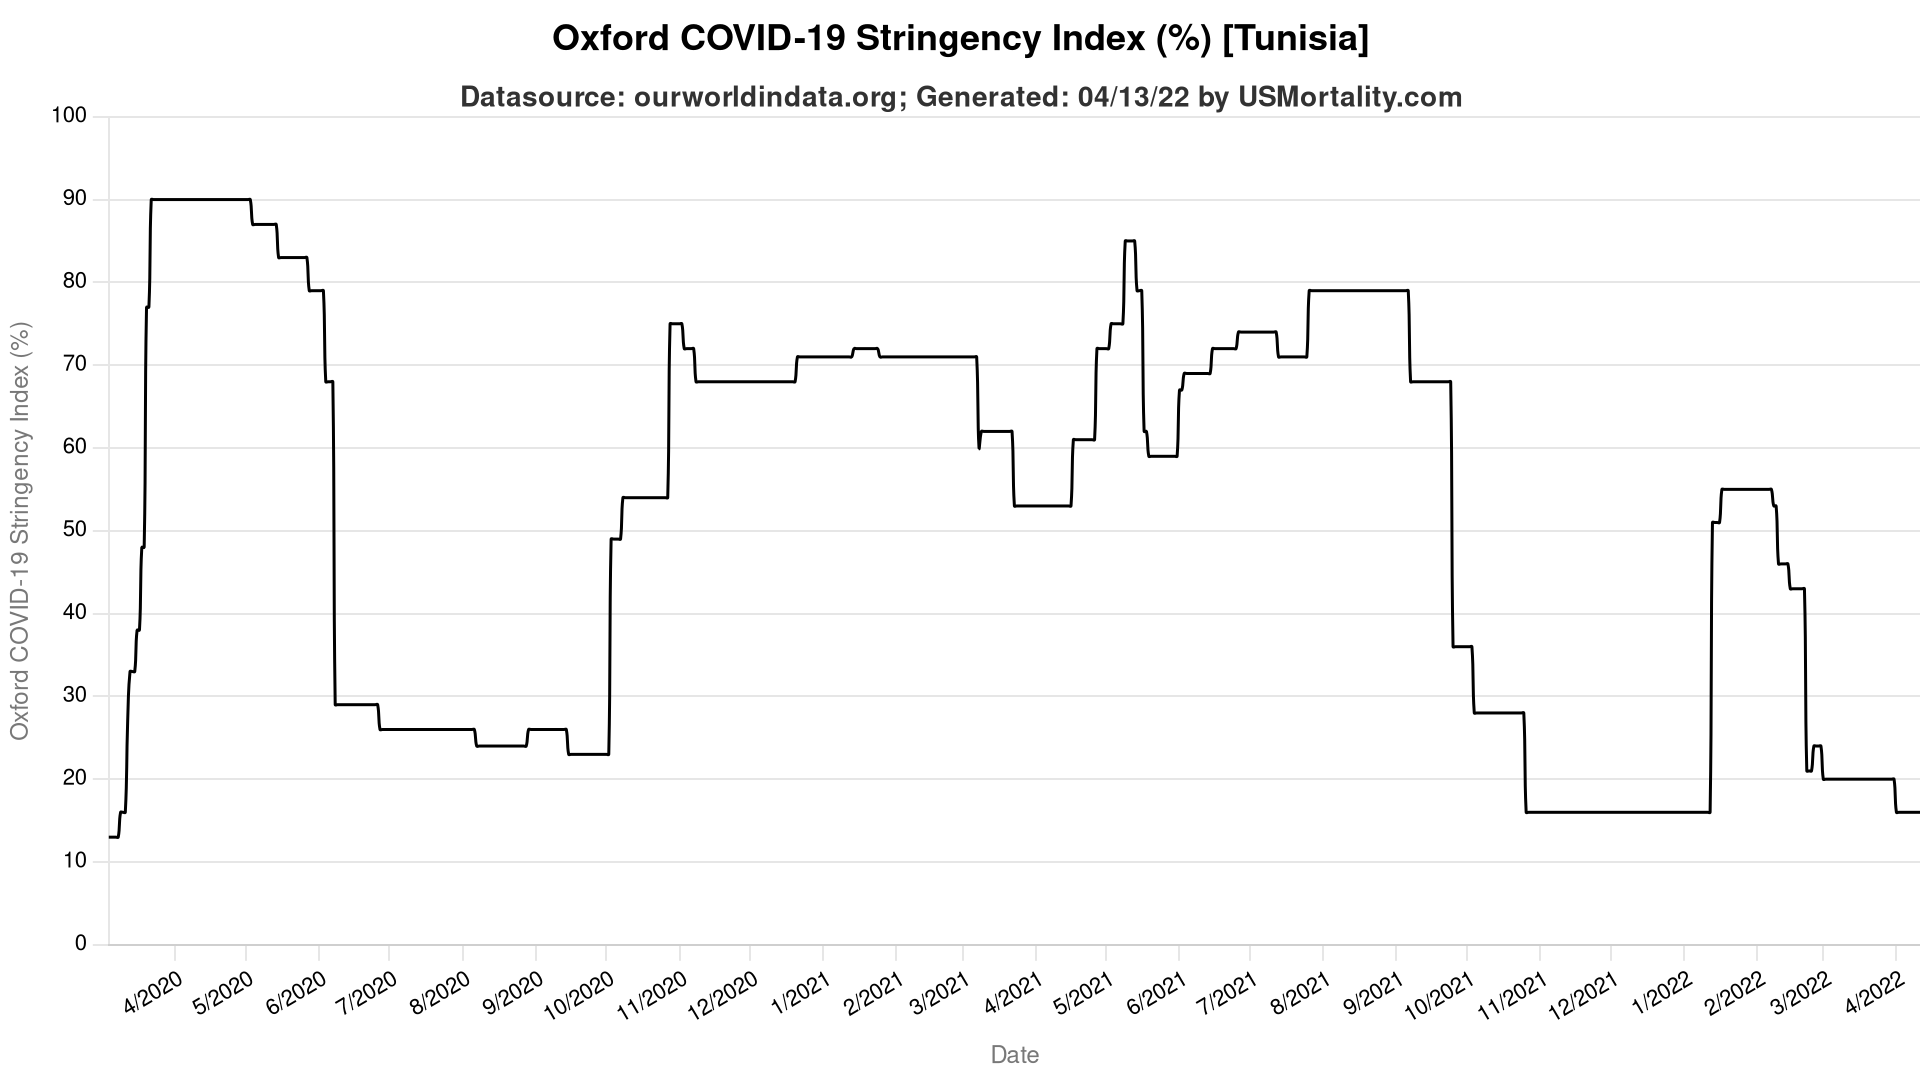 Oxford COVID-19 Stringency Index (%) [Tunisia]
Datasource: ourworldindata.org; Generated: 04/13/22 by USMortality.com
Oxford COVID-19 Stringency Index (%)
100
90
80
70
60
50
40
30
20
10
0
4/2020 5/2020 6/2020 7/2020 8/2020 9/2020 10/2020 11/2020 12/2020 1/2021 2/2021 3/2021 4/2021 5/2021 6/2021 7/2021 8/2021 9/2021 10/2021 11/2021 12/2021 1/2022 2/2022 3/2022 4/2022
Date